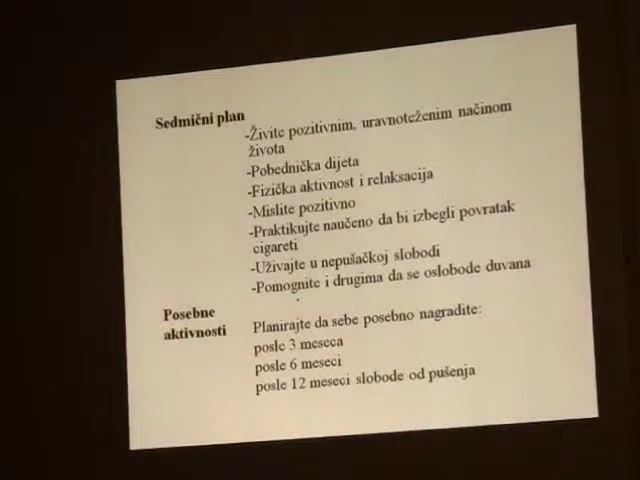 Sedmični plan
-Živite pozitivnim, uravnoteženim načinom
života
-Pobednička dijeta
-Fizička aktivnost i relaksacija
-Mislite pozitivno
-Praktikujte naučeno da bi izbegli povratak
cigareti
-Uživajte u nepušačkoj slobodi
-Pomognite i drugima da se oslobode duvana
Posebne
aktivnosti
Planirajte da sebe posebno nagradite:
posle 3 meseca
posle 6 meseci
posle 12 meseci slobode od pušenja